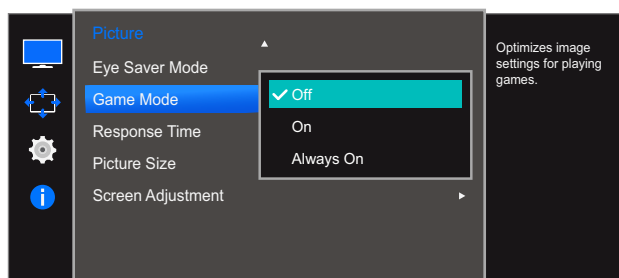 Picture
Eye Saver Mode
Game Mode
Response Time
Picture Size
Screen Adjustment
Off
On
Always On
Optimizes image
settings for playing
games.